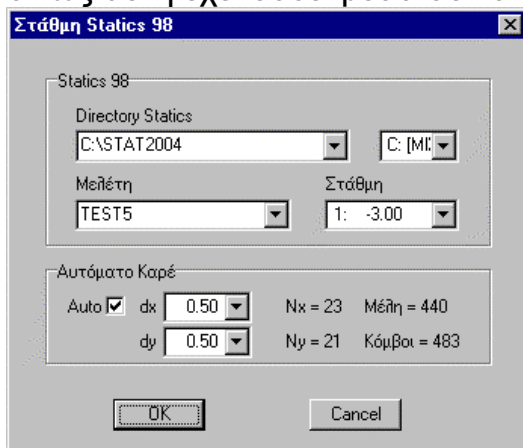 Στάθμη Statics 98
Statics 98
Directory Statics
C:\STAT2004
Μελέτη Στάθμη
TEST5 1: -3.00
Αυτόματο Καρέ
Auto dx 0.50 Nx = 23 Μέλη = 440
dy 0.50 Ny = 21 Κόμβοι = 483
OK Cancel